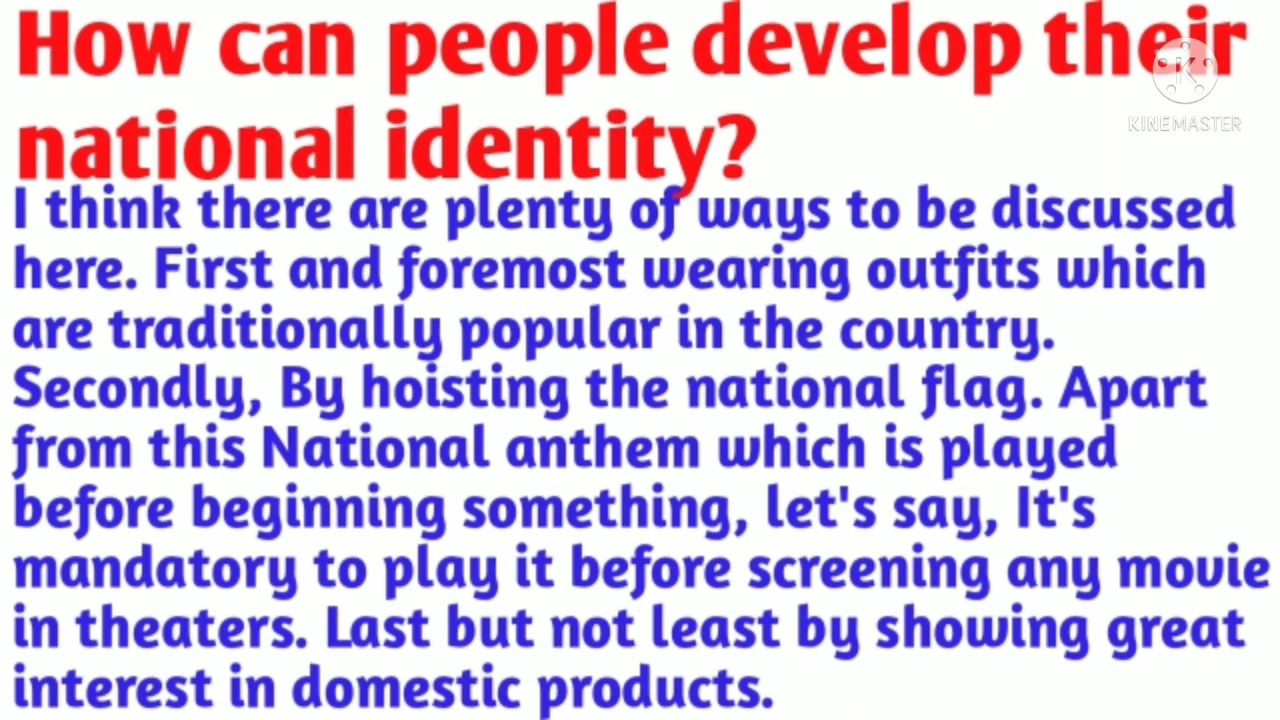 How can people develop their
national identity?
KINEMASTER
I think there are plenty of ways to be discussed
here. First and foremost wearing outfits which
are traditionally popular in the country.
Secondly, By hoisting the national flag. Apart
from this National anthem which is played
before beginning something, let's say, It's
mandatory to play it before screening any movie
in theaters. Last but not least by showing great
interest in domestic products.